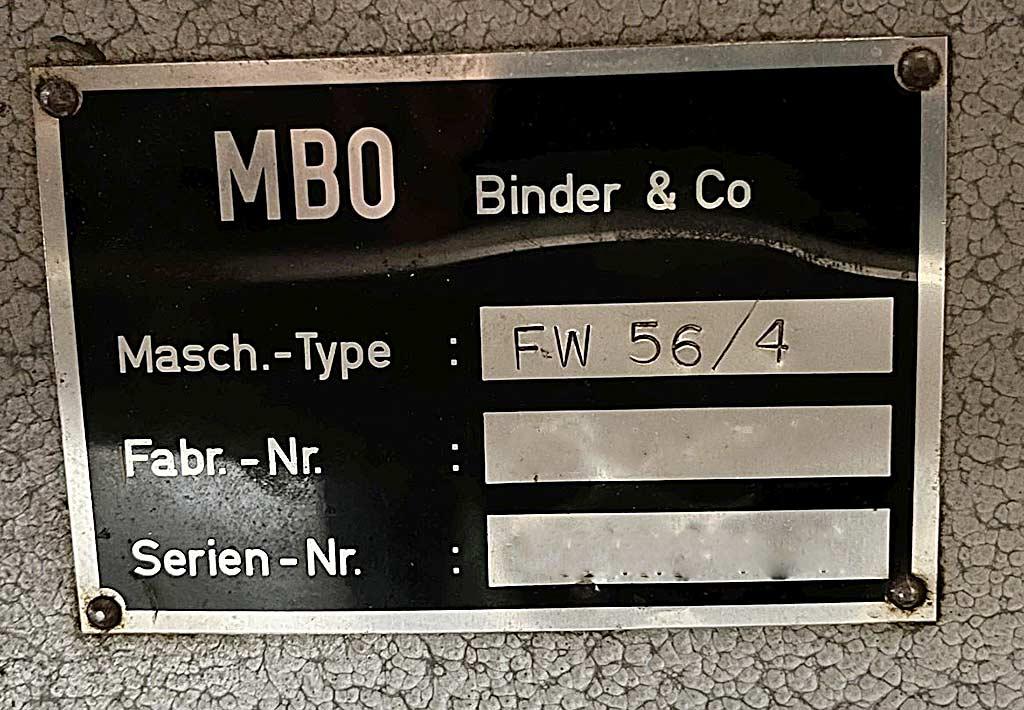 MBO Binder & Co
Masch.-Type : FW 56/4
Fabr.-Nr. :
Serien-Nr. :